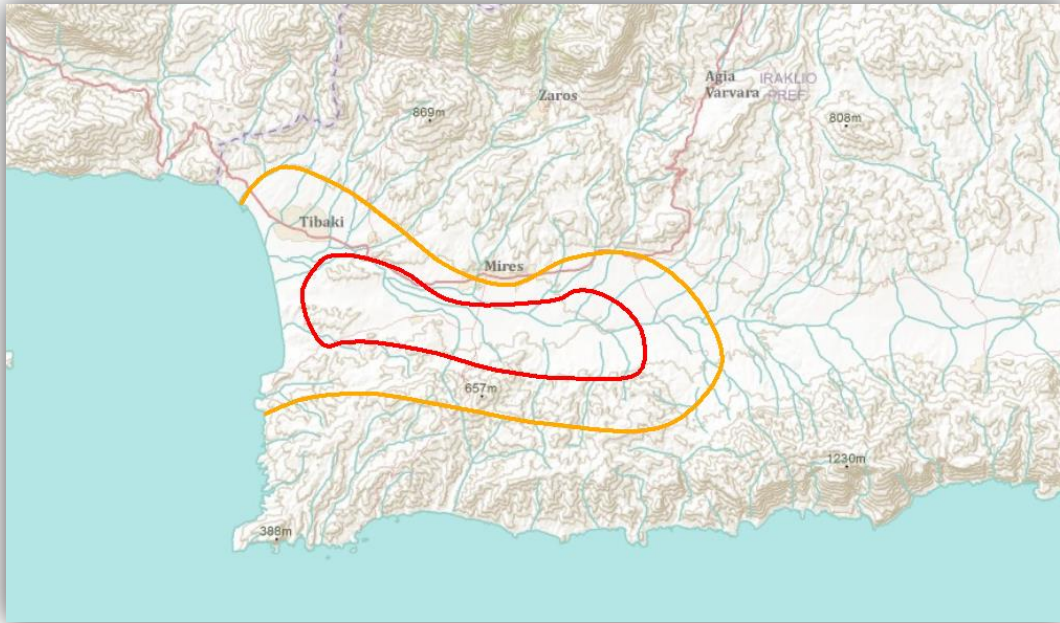 Agia
Varvara
IRAKLIO
PREF.
Zaros
869m
808m
Tibaki
Mires
657m
1230m
388m